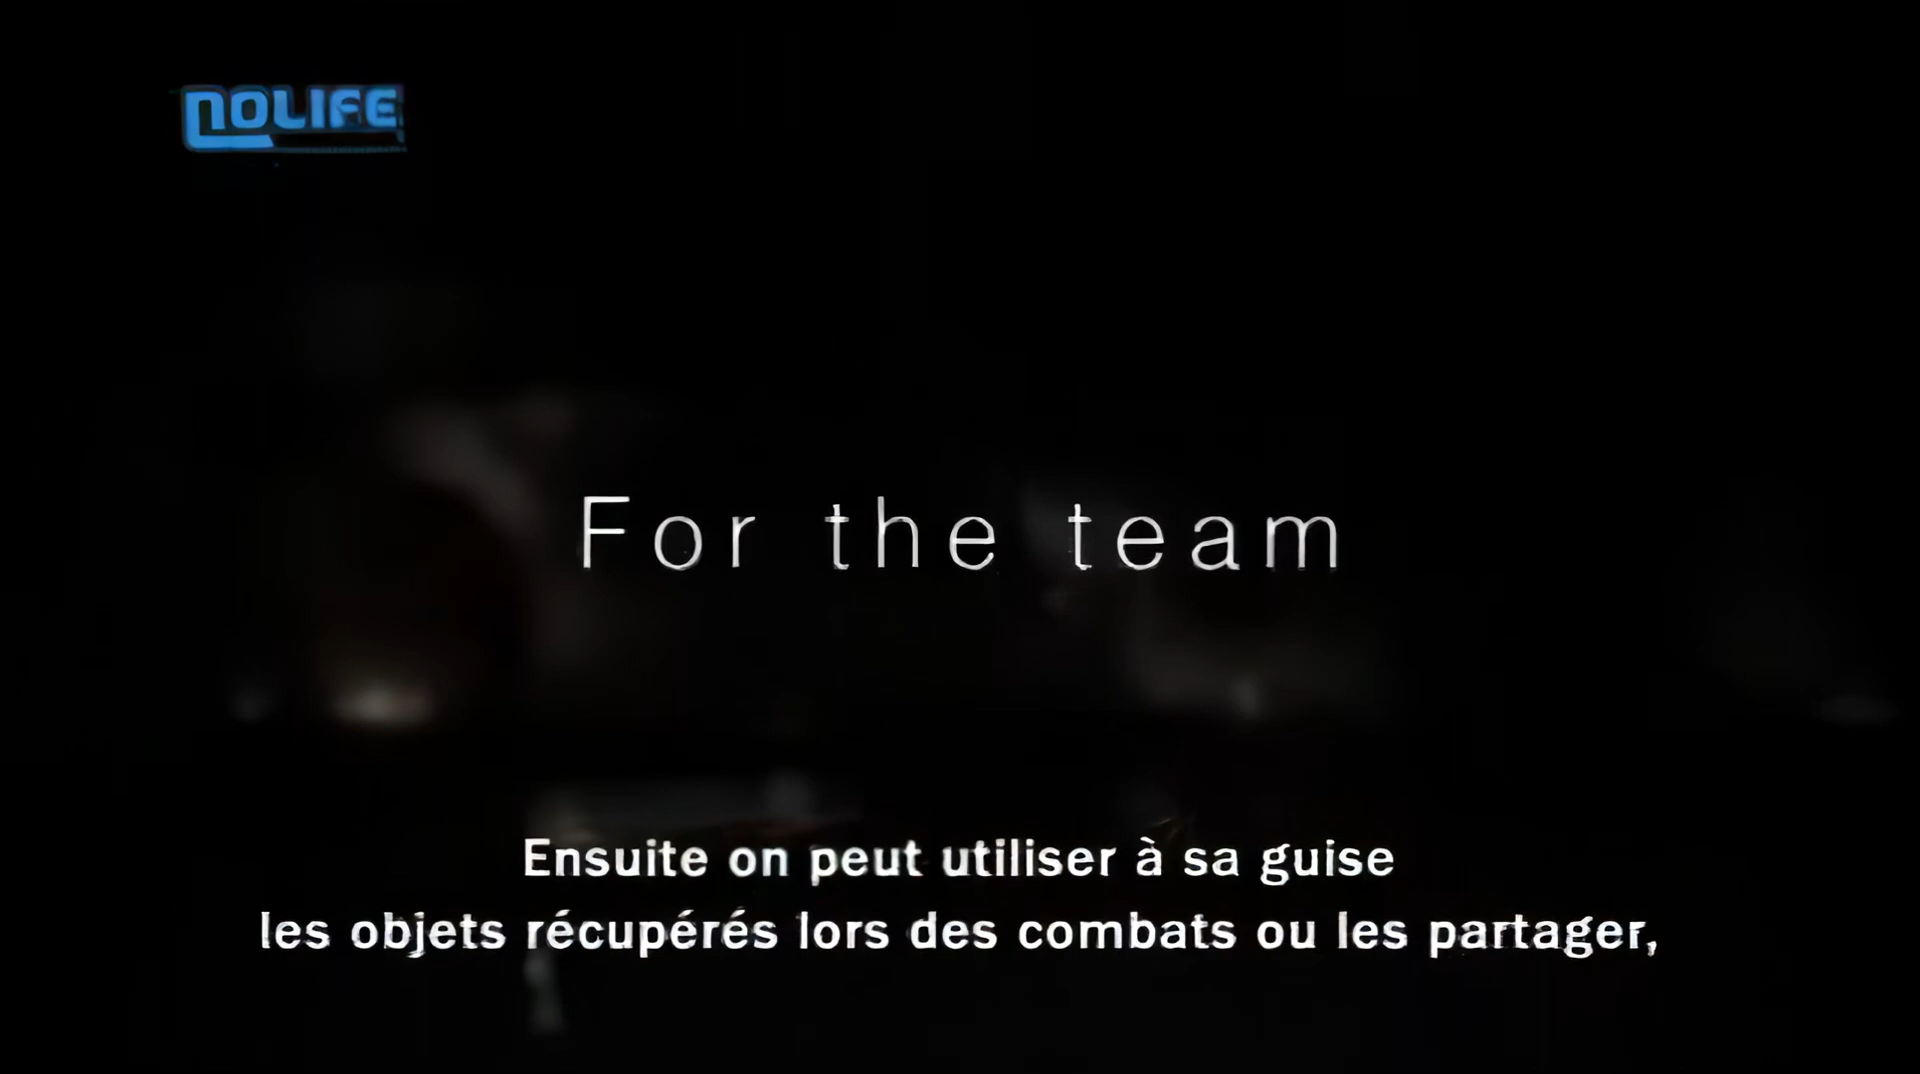 NOLIFE
For the team
Ensuite on peut utiliser à sa guise
les objets récupérés lors des combats ou les partager,